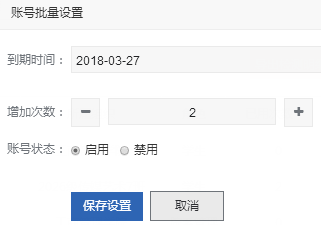 账号批量设置
到期时间： 2018-03-27
增加次数： － 2 +
账号状态： 启用 禁用
保存设置 取消